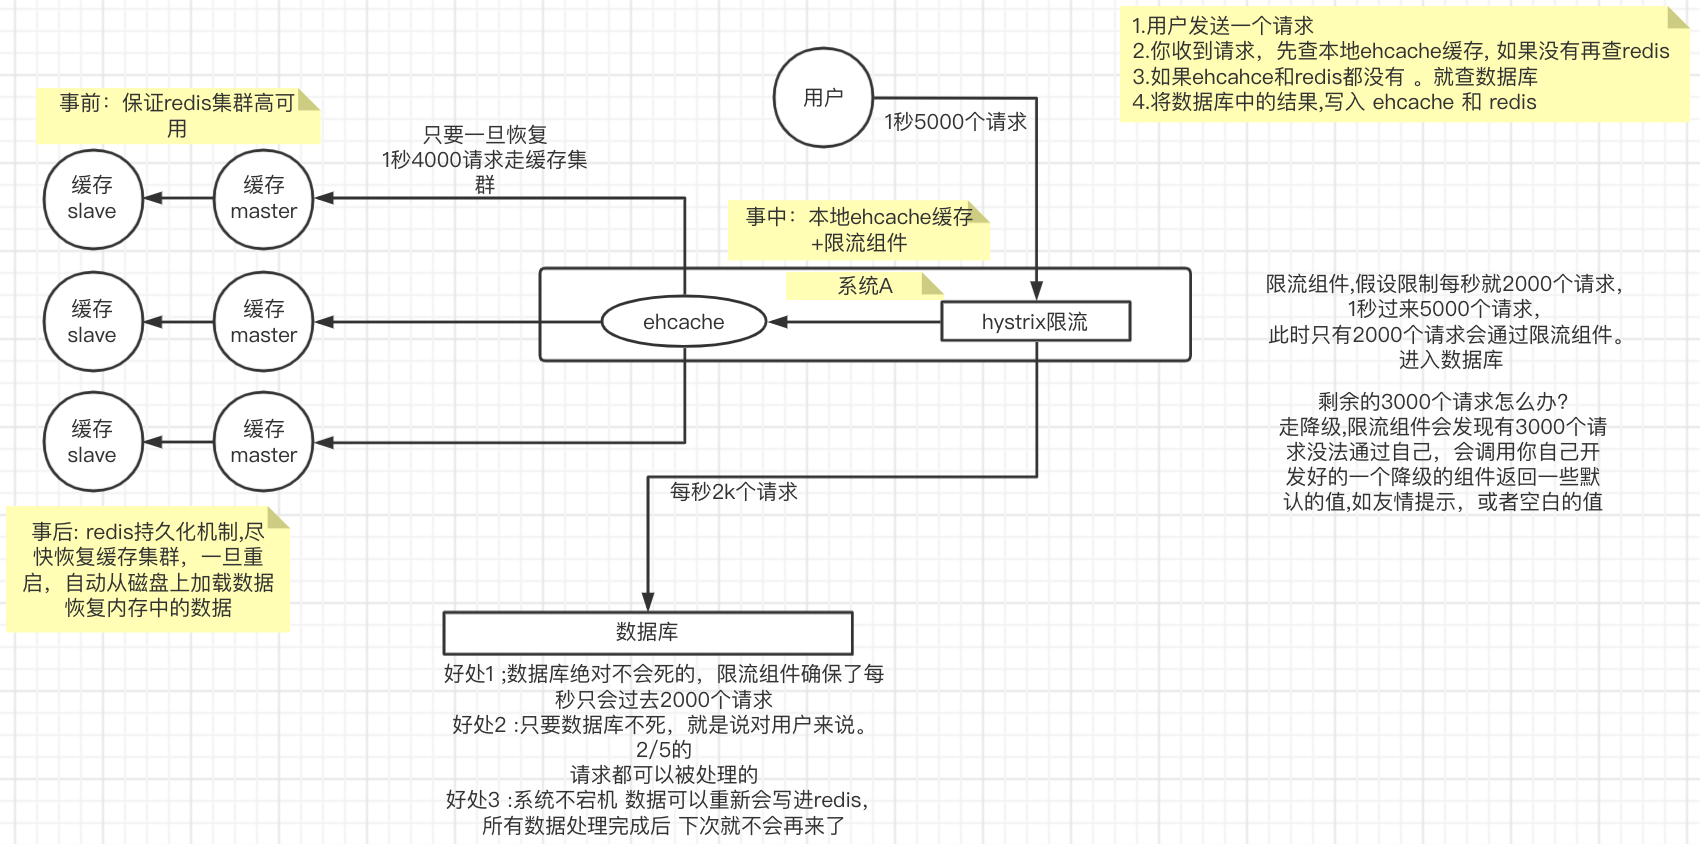 1.用户发送一个请求
2.你收到请求，先查本地ehcache缓存, 如果没有再查redis
3.如果ehcahce和redis都没有 。就查数据库
4.将数据库中的结果,写入 ehcache 和 redis
用户
1秒5000个请求
事前：保证redis集群高可
用
只要一旦恢复
1秒4000请求走缓存集
群
缓存
slave
缓存
master
事中：本地ehcache缓存
+限流组件
系统A
ehcache
hystrix限流
缓存
slave
缓存
master
限流组件,假设限制每秒就2000个请求，
1秒过来5000个请求，
此时只有2000个请求会通过限流组件。
进入数据库
剩余的3000个请求怎么办?
走降级,限流组件会发现有3000个请
求没法通过自己，会调用你自己开
发好的一个降级的组件返回一些默
认的值,如友情提示，或者空白的值
缓存
slave
缓存
master
每秒2k个请求
事后: redis持久化机制,尽
快恢复缓存集群，一旦重
启，自动从磁盘上加载数据
恢复内存中的数据
数据库
好处1 ;数据库绝对不会死的，限流组件确保了每
秒只会过去2000个请求
好处2 :只要数据库不死，就是说对用户来说。
2/5的
请求都可以被处理的
好处3 :系统不宕机 数据可以重新会写进redis，
所有数据处理完成后 下次就不会再来了